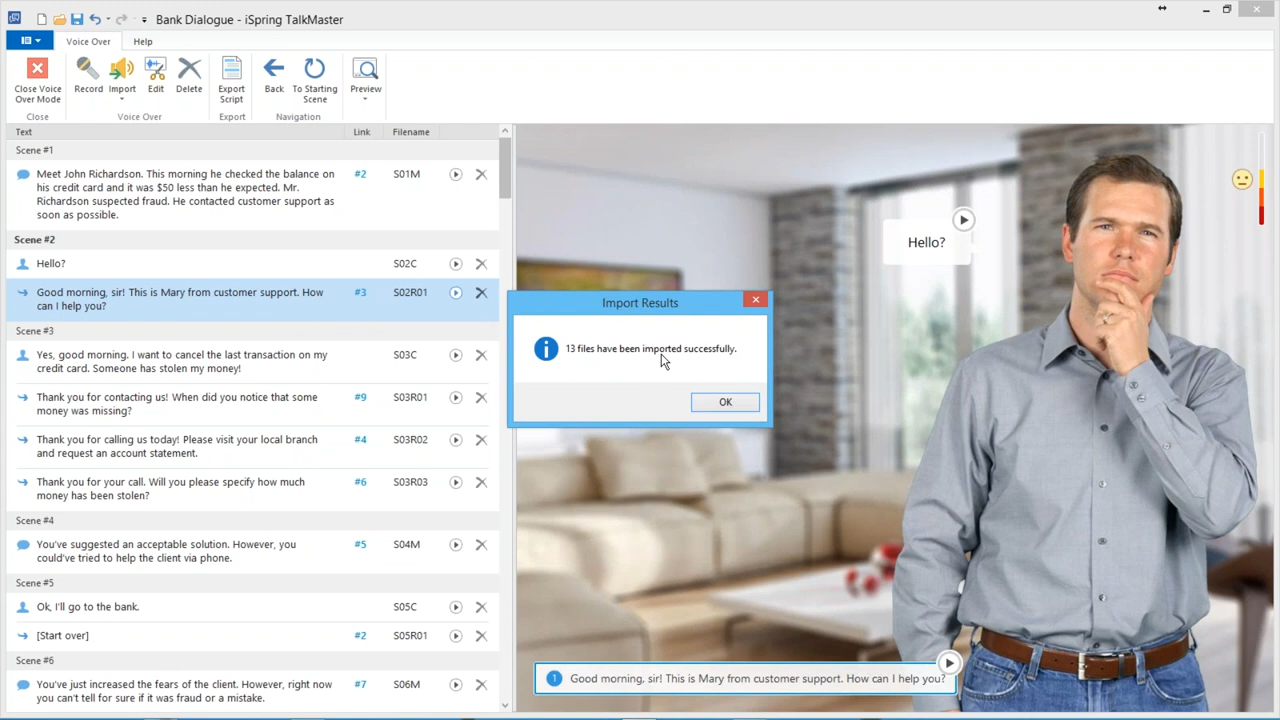 Bank Dialogue - iSpring TalkMaster
Voice Over
Help
Close Voice
Over Mode
Record
Import
Edit
Delete
Export
Script
Back
To Starting
Scene
Preview
Close
Voice Over
Export
Navigation
Text
Link
Filename
Scene #1
Meet John Richardson. This morning he checked the balance on
his credit card and it was $50 less than he expected. Mr.
Richardson suspected fraud. He contacted customer support as
soon as possible.
#2
S01M
Scene #2
Hello?
S02C
Good morning, sir! This is Mary from customer support. How
can I help you?
#3
S02R01
Scene #3
Yes, good morning. I want to cancel the last transaction on my
credit card. Someone has stolen my money!
S03C
Thank you for contacting us! When did you notice that some
money was missing?
#9
S03R01
Thank you for calling us today! Please visit your local branch
and request an account statement.
#4
S03R02
Thank you for your call. Will you please specify how much
money has been stolen?
#6
S03R03
Scene #4
You've suggested an acceptable solution. However, you
could've tried to help the client via phone.
#5
S04M
Scene #5
Ok, I'll go to the bank.
S05C
[Start over]
#2
S05R01
Scene #6
You've just increased the fears of the client. However, right now
you can't tell for sure if it was fraud or a mistake.
#7
S06M
Hello?
Import Results
13 files have been imported successfully.
OK
1 Good morning, sir! This is Mary from customer support. How can I help you?